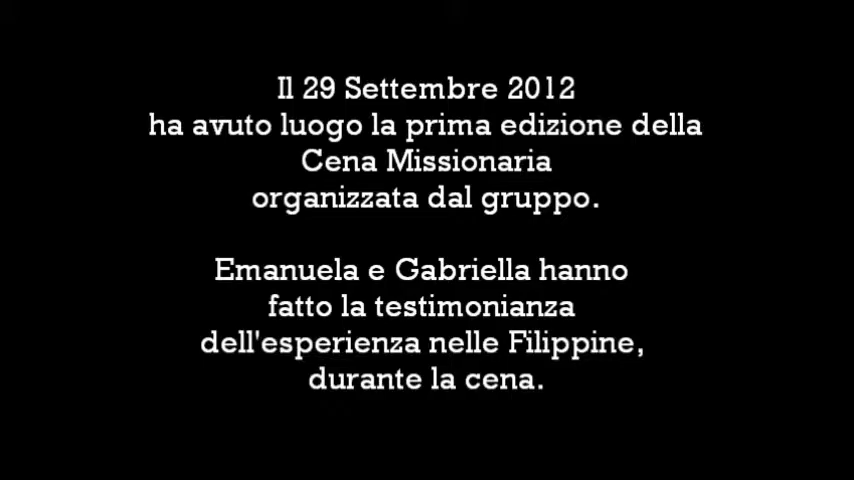 Il 29 Settembre 2012
ha avuto luogo la prima edizione della
Cena Missionaria
organizzata dal gruppo.
Emanuela e Gabriella hanno
fatto la testimonianza
dell'esperienza nelle Filippine,
durante la cena.